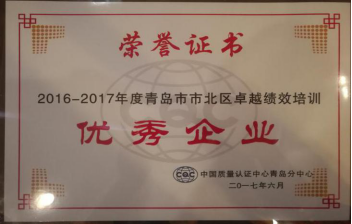 荣誉证书
2016-2017年度青岛市市北区卓越绩效培训
优秀企业
CQC 中国质量认证中心青岛分中心
二〇一七年六月